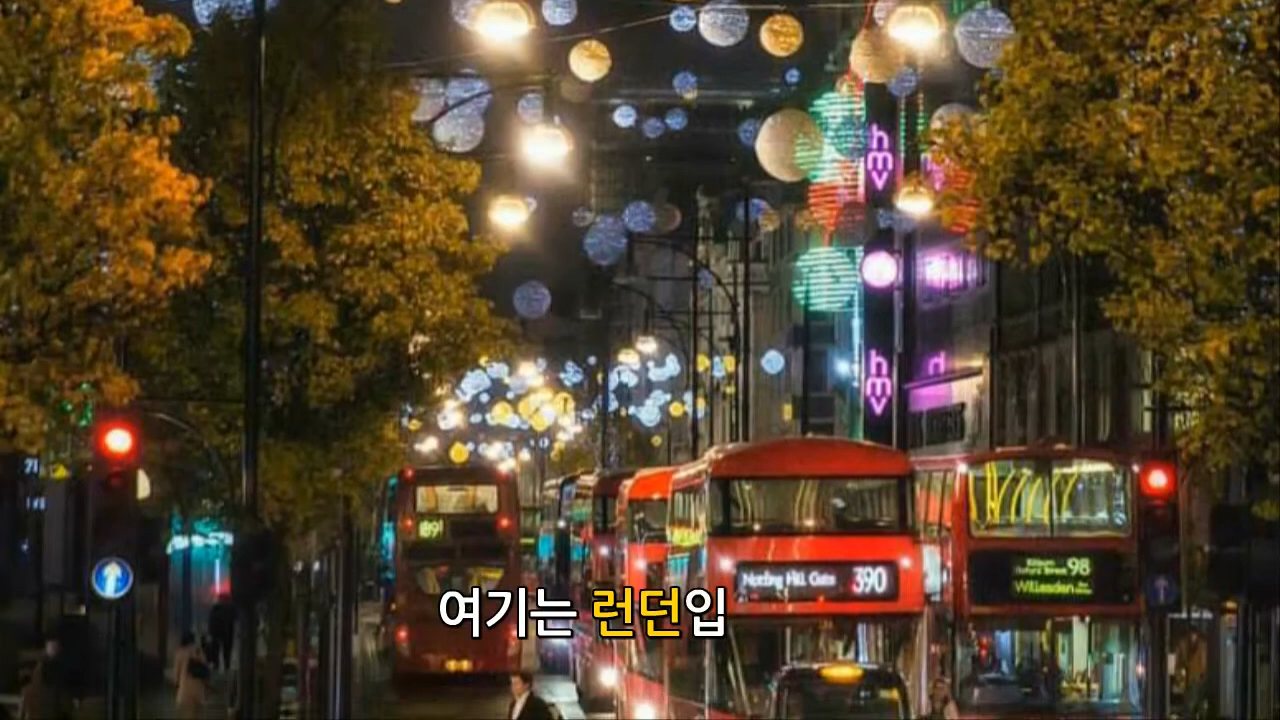 hmv
hmv
189
Notting Hill Gate 390
98
Willesden
여기는 런던입